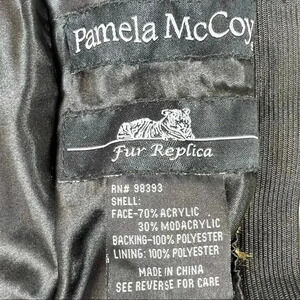 Pamela McCoy
Fur Replica
RN# 98393
SHELL:
FACE-70% ACRYLIC
30% MODACRYLIC
BACKING-100% POLYESTER
LINING: 100% POLYESTER
MADE IN CHINA
SEE REVERSE FOR CARE